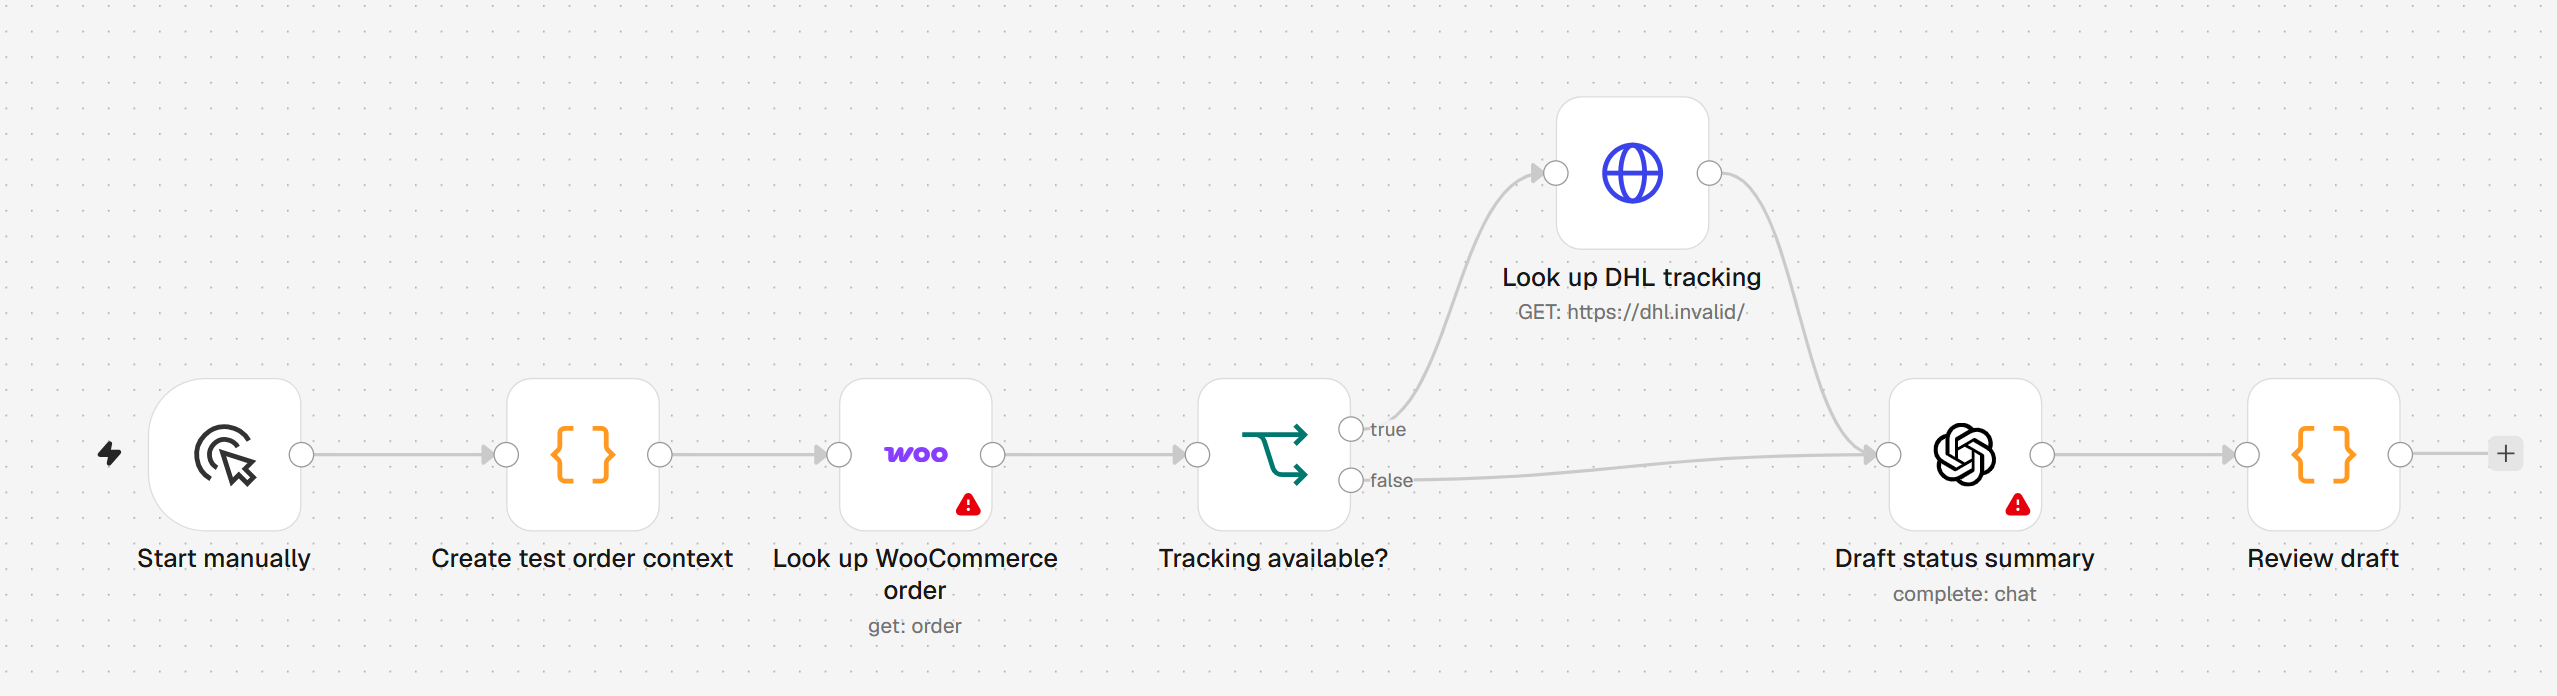 Look up DHL tracking
GET: https://dhl.invalid/
true
false
woo
Start manually
Create test order context
Look up WooCommerce
order
get: order
Tracking available?
Draft status summary
complete: chat
Review draft